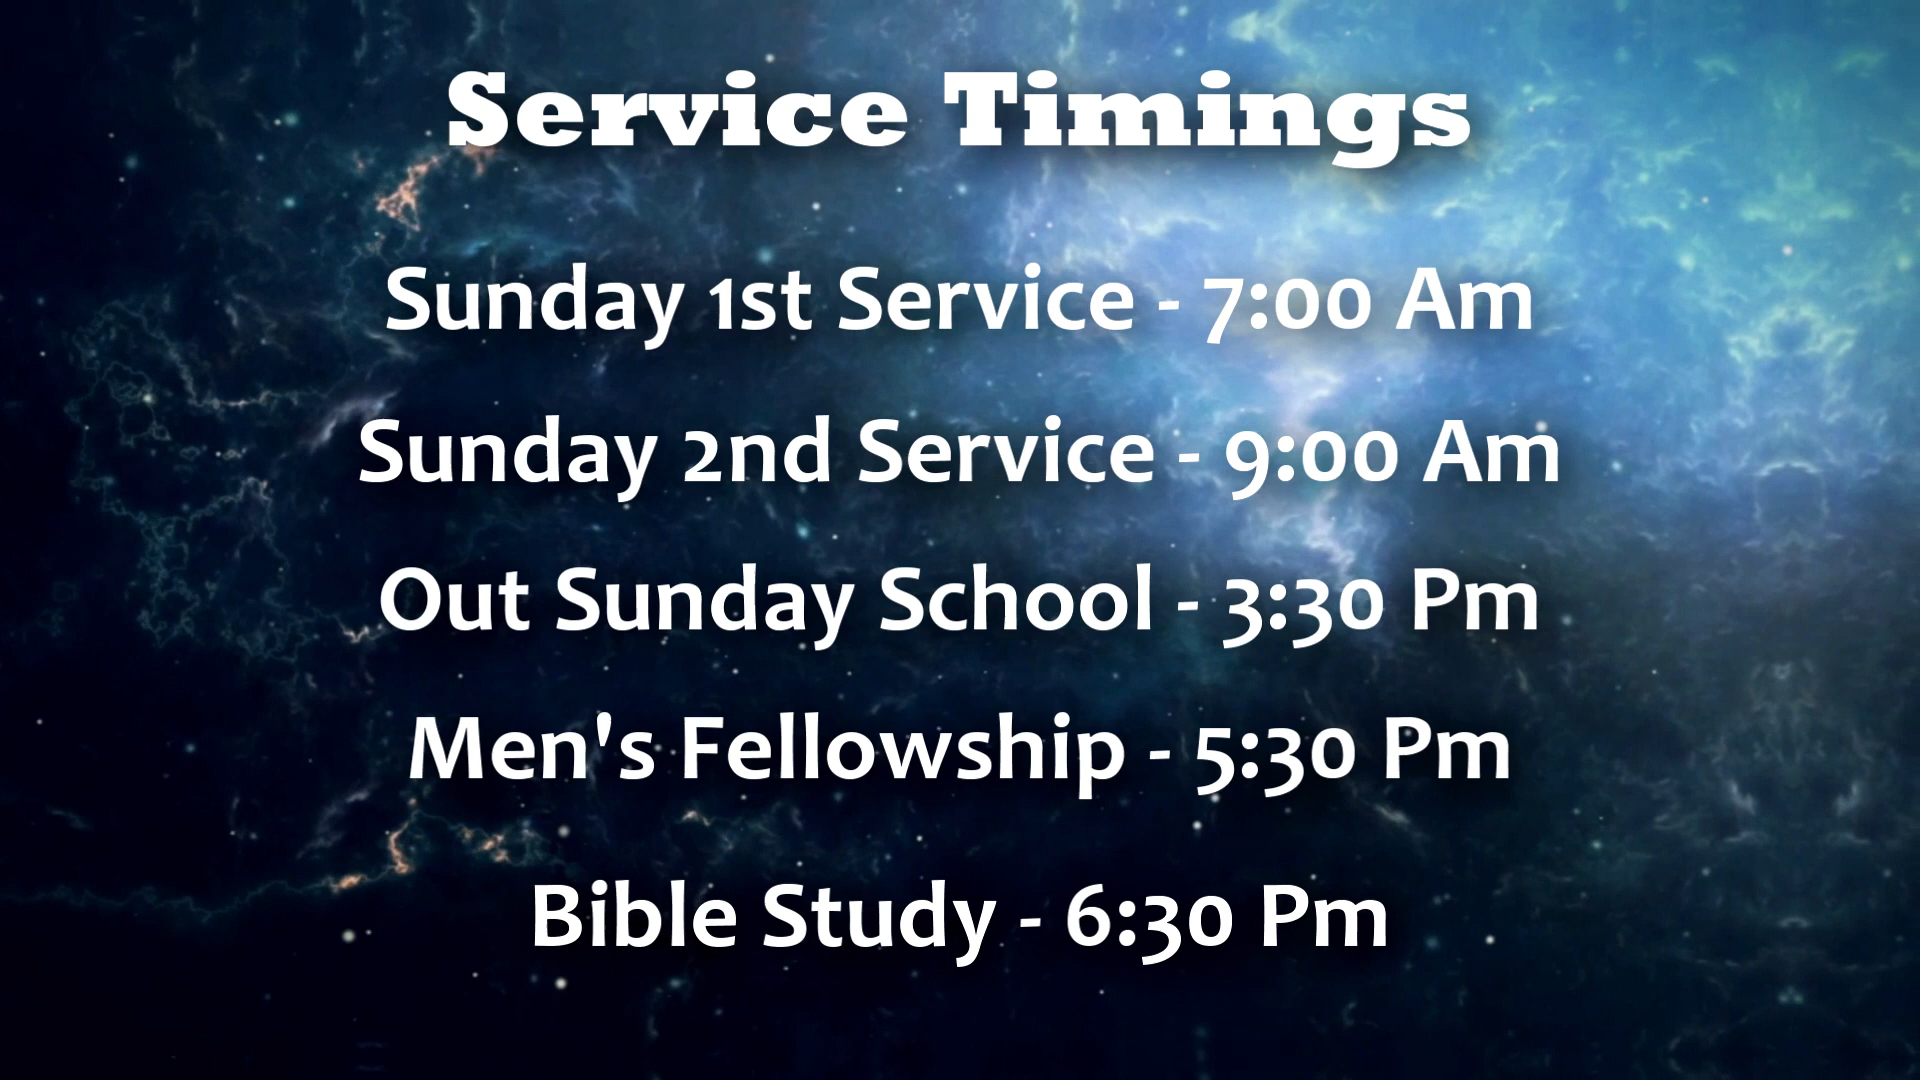 Service Timings
Sunday 1st Service - 7:00 Am
Sunday 2nd Service - 9:00 Am
Out Sunday School - 3:30 Pm
Men's Fellowship - 5:30 Pm
Bible Study - 6:30 Pm